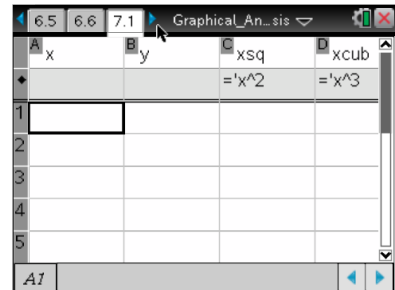 6.5 6.6 7.1 Graphical_An…sis
A x B y C xsq D xcub
='x^2 ='x^3
1
2
3
4
5
A1